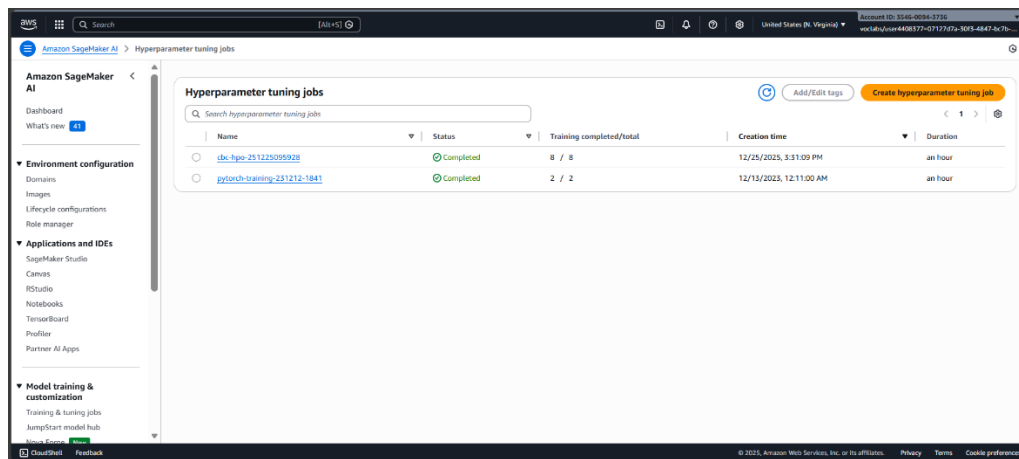 aws Search [Alt+S] United States (N. Virginia) Account ID: 3546-0094-3736
voclabs/user4408377=07127d7a-30f3-4847-bc7b-...
Amazon SageMaker AI > Hyperparameter tuning jobs
Amazon SageMaker AI
Dashboard
What's new 41
Environment configuration
Domains
Images
Lifecycle configurations
Role manager
Applications and IDEs
SageMaker Studio
Canvas
RStudio
Notebooks
TensorBoard
Profiler
Partner AI Apps
Model training & customization
Training & tuning jobs
JumpStart model hub
Nova Forge New
Hyperparameter tuning jobs
Add/Edit tags Create hyperparameter tuning job
Search hyperparameter tuning jobs
1
Name Status Training completed/total Creation time Duration
cbc-hpo-251225095928 Completed 8 / 8 12/25/2025, 3:31:09 PM an hour
pytorch-training-231212-1841 Completed 2 / 2 12/13/2023, 12:11:00 AM an hour
CloudShell Feedback © 2025, Amazon Web Services, Inc. or its affiliates. Privacy Terms Cookie preferences